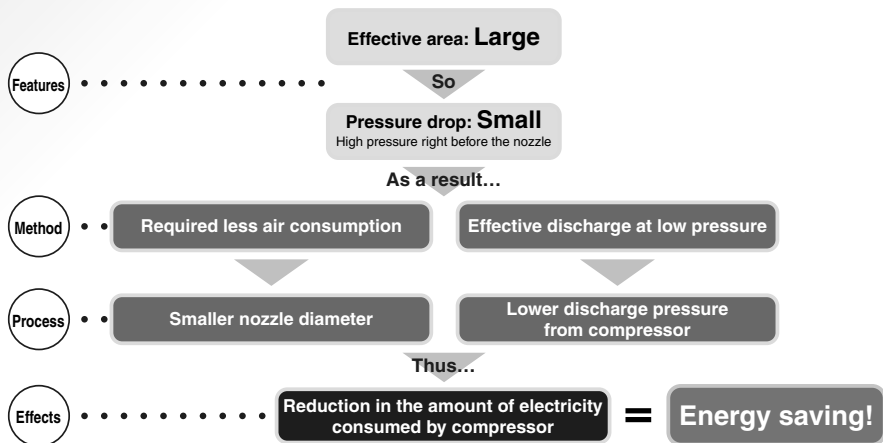 Effective area: Large
Features
So
Pressure drop: Small
High pressure right before the nozzle
As a result…
Method
Required less air consumption
Effective discharge at low pressure
Process
Smaller nozzle diameter
Lower discharge pressure
from compressor
Thus…
Effects
Reduction in the amount of electricity
consumed by compressor
=
Energy saving!